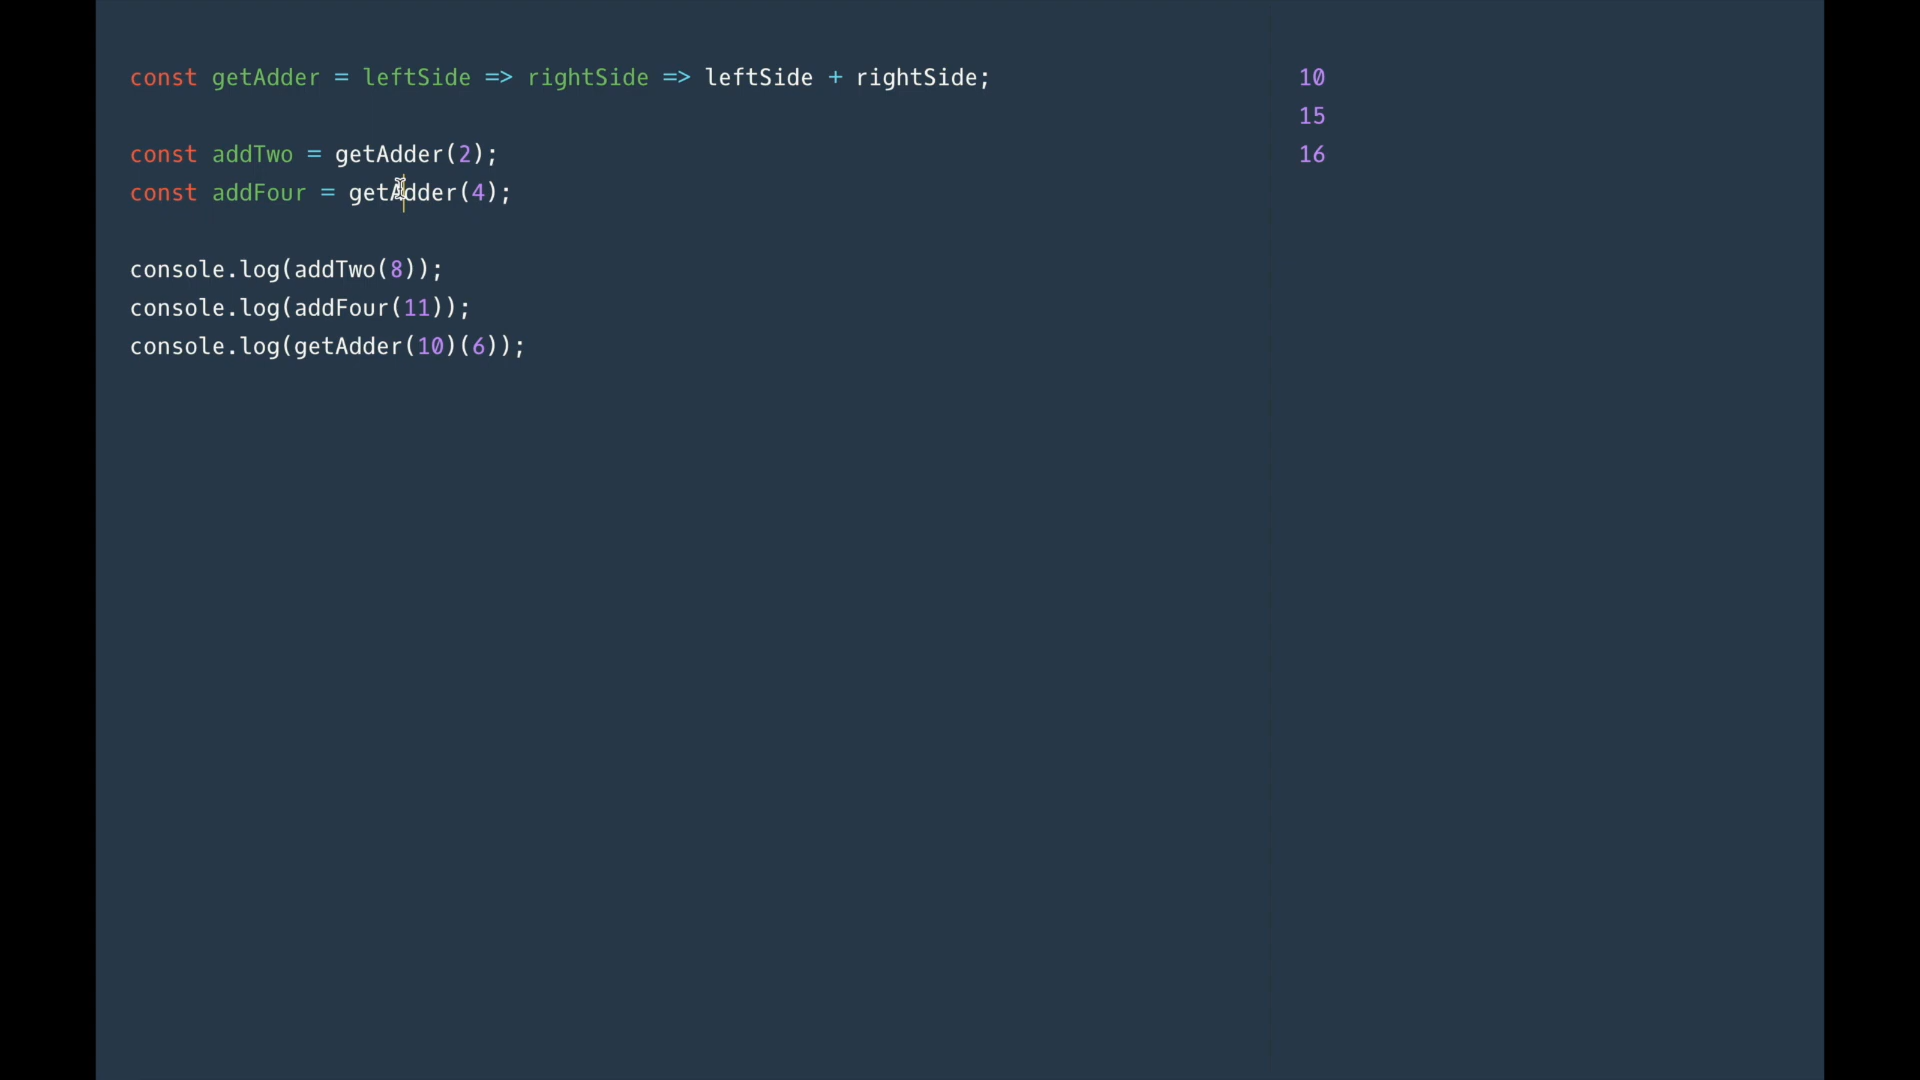 const getAdder = leftSide => rightSide => leftSide + rightSide;
const addTwo = getAdder(2);
const addFour = getAdder(4);
console.log(addTwo(8));
console.log(addFour(11));
console.log(getAdder(10)(6));
10
15
16